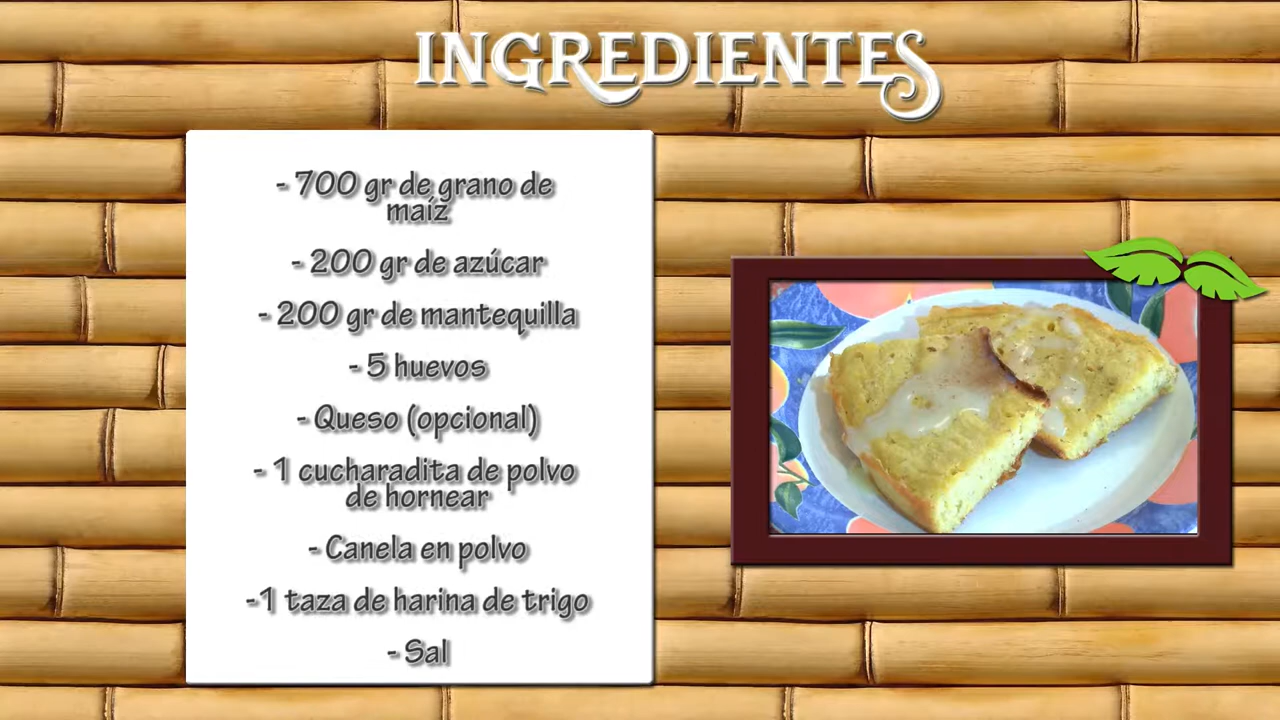 INGREDIENTES
- 700 gr de grano de
maíz
- 200 gr de azúcar
- 200 gr de mantequilla
- 5 huevos
- Queso (opcional)
- 1 cucharadita de polvo
de hornear
- Canela en polvo
-1 taza de harina de trigo
- Sal